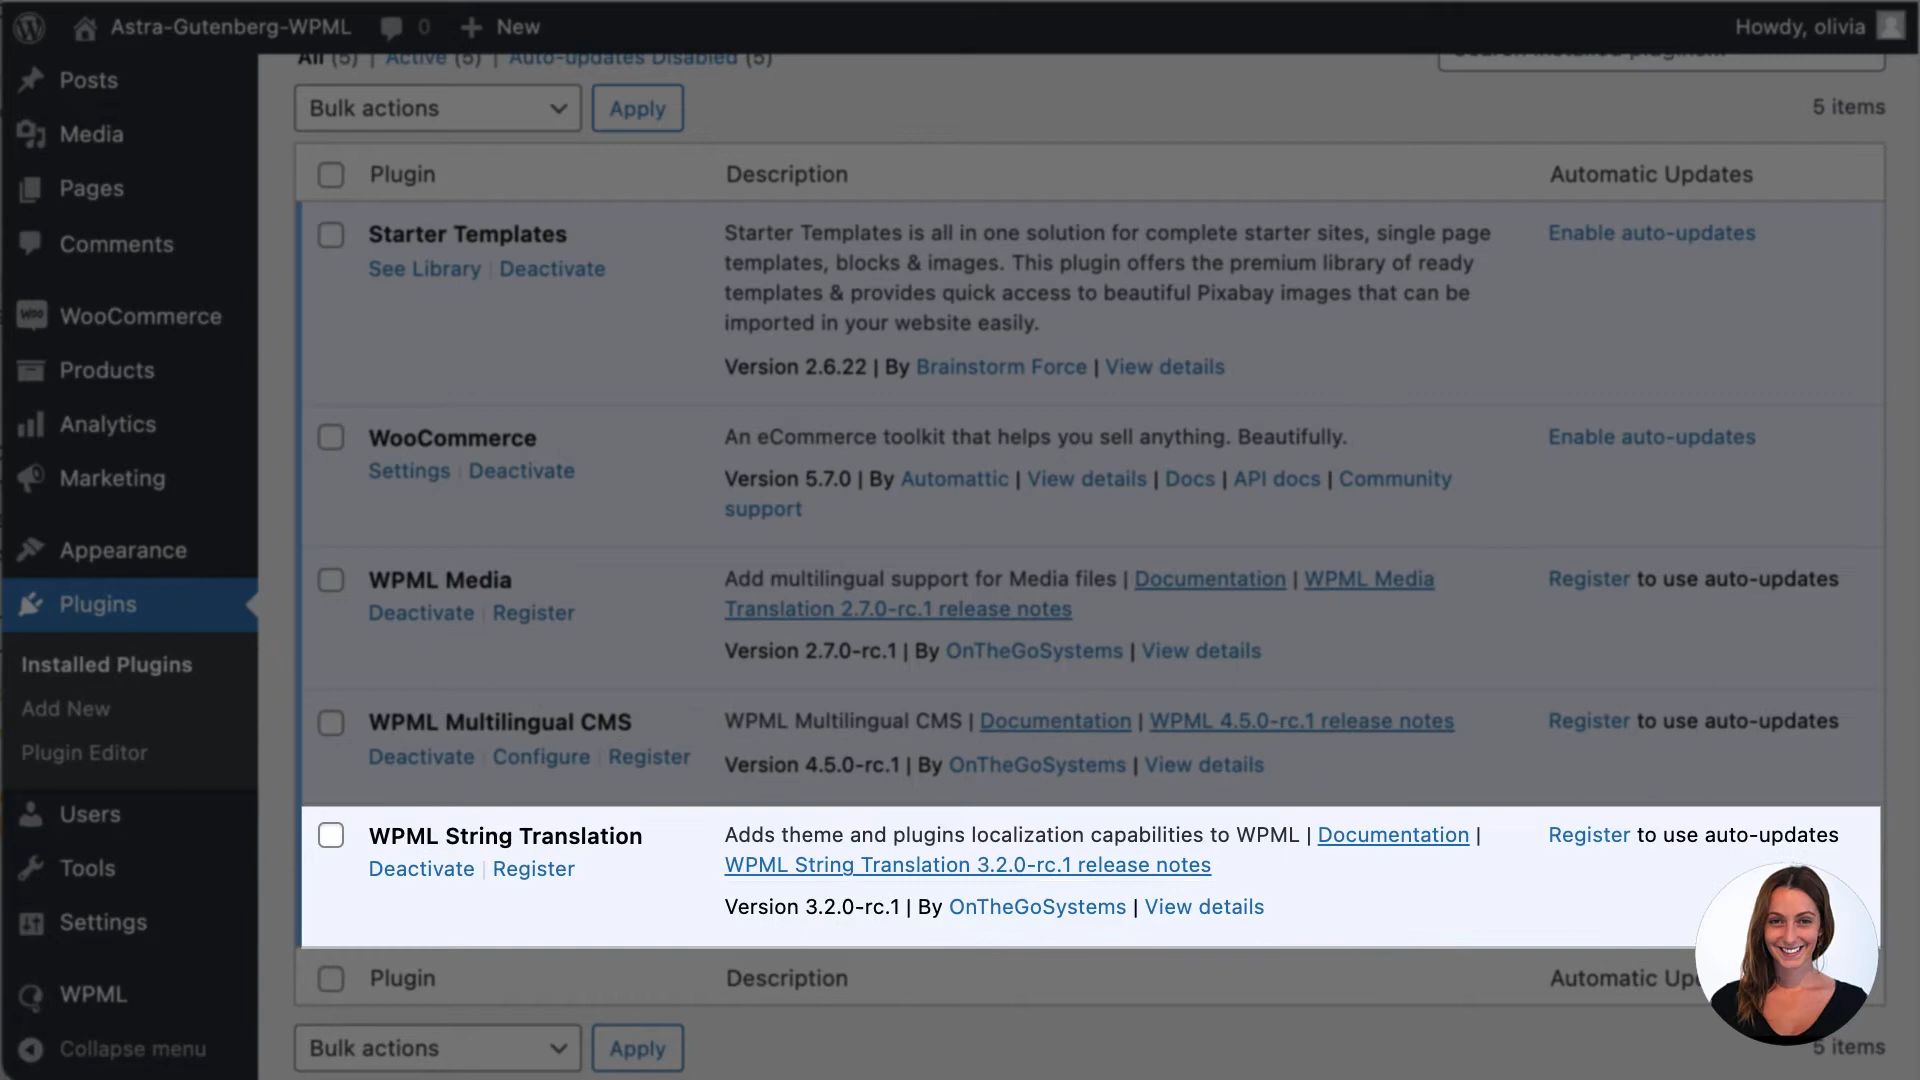 Astra-Gutenberg-WPML 0 New Howdy, olivia
All (5) | Active (5) | Auto-updates Disabled (5)
Bulk actions Apply 5 items
Plugin Description Automatic Updates
Posts
Media
Pages
Comments
WooCommerce
Products
Analytics
Marketing
Appearance
Plugins
Installed Plugins
Add New
Plugin Editor
Users
Tools
Settings
WPML
Collapse menu
Starter Templates
See Library | Deactivate
Starter Templates is all in one solution for complete starter sites, single page
templates, blocks & images. This plugin offers the premium library of ready
templates & provides quick access to beautiful Pixabay images that can be
imported in your website easily.
Version 2.6.22 | By Brainstorm Force | View details
Enable auto-updates
WooCommerce
Settings | Deactivate
An eCommerce toolkit that helps you sell anything. Beautifully.
Version 5.7.0 | By Automattic | View details | Docs | API docs | Community
support
Enable auto-updates
WPML Media
Deactivate | Register
Add multilingual support for Media files | Documentation | WPML Media
Translation 2.7.0-rc.1 release notes
Version 2.7.0-rc.1 | By OnTheGoSystems | View details
Register to use auto-updates
WPML Multilingual CMS
Deactivate | Configure | Register
WPML Multilingual CMS | Documentation | WPML 4.5.0-rc.1 release notes
Version 4.5.0-rc.1 | By OnTheGoSystems | View details
Register to use auto-updates
WPML String Translation
Deactivate | Register
Adds theme and plugins localization capabilities to WPML | Documentation |
WPML String Translation 3.2.0-rc.1 release notes
Version 3.2.0-rc.1 | By OnTheGoSystems | View details
Register to use auto-updates
Plugin Description Automatic
Bulk actions Apply 5 items